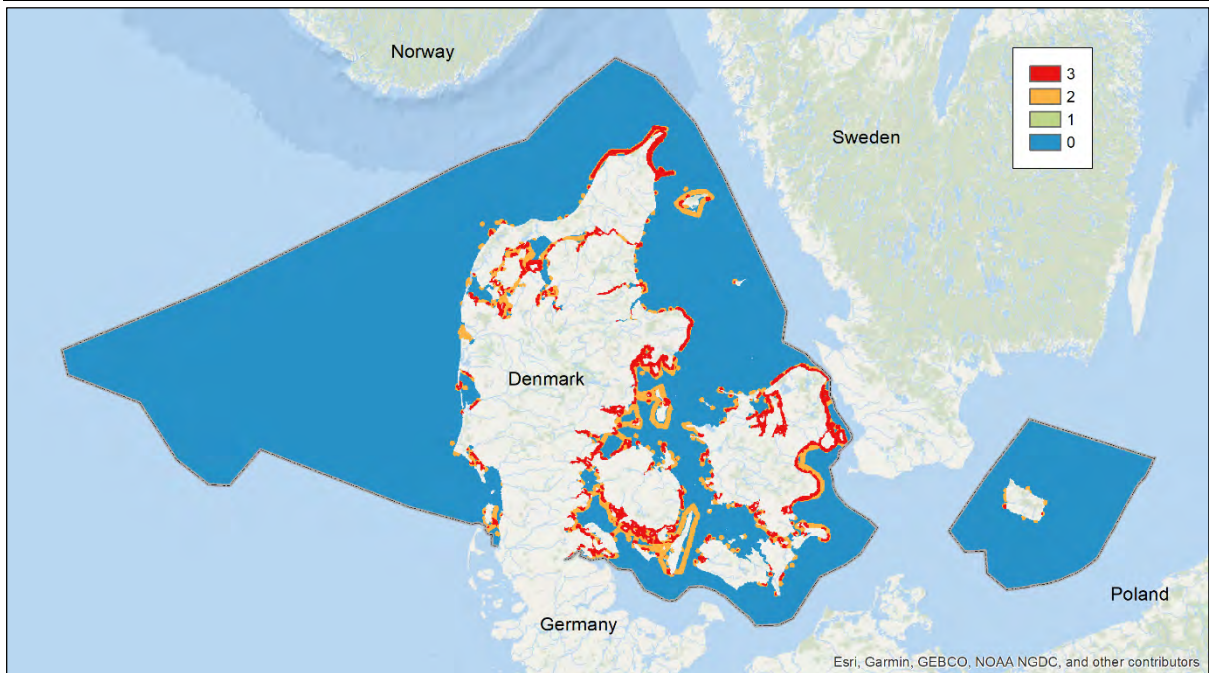 Norway
Sweden
3
2
1
0
Denmark
Germany
Poland
Esri, Garmin, GEBCO, NOAA NGDC, and other contributors